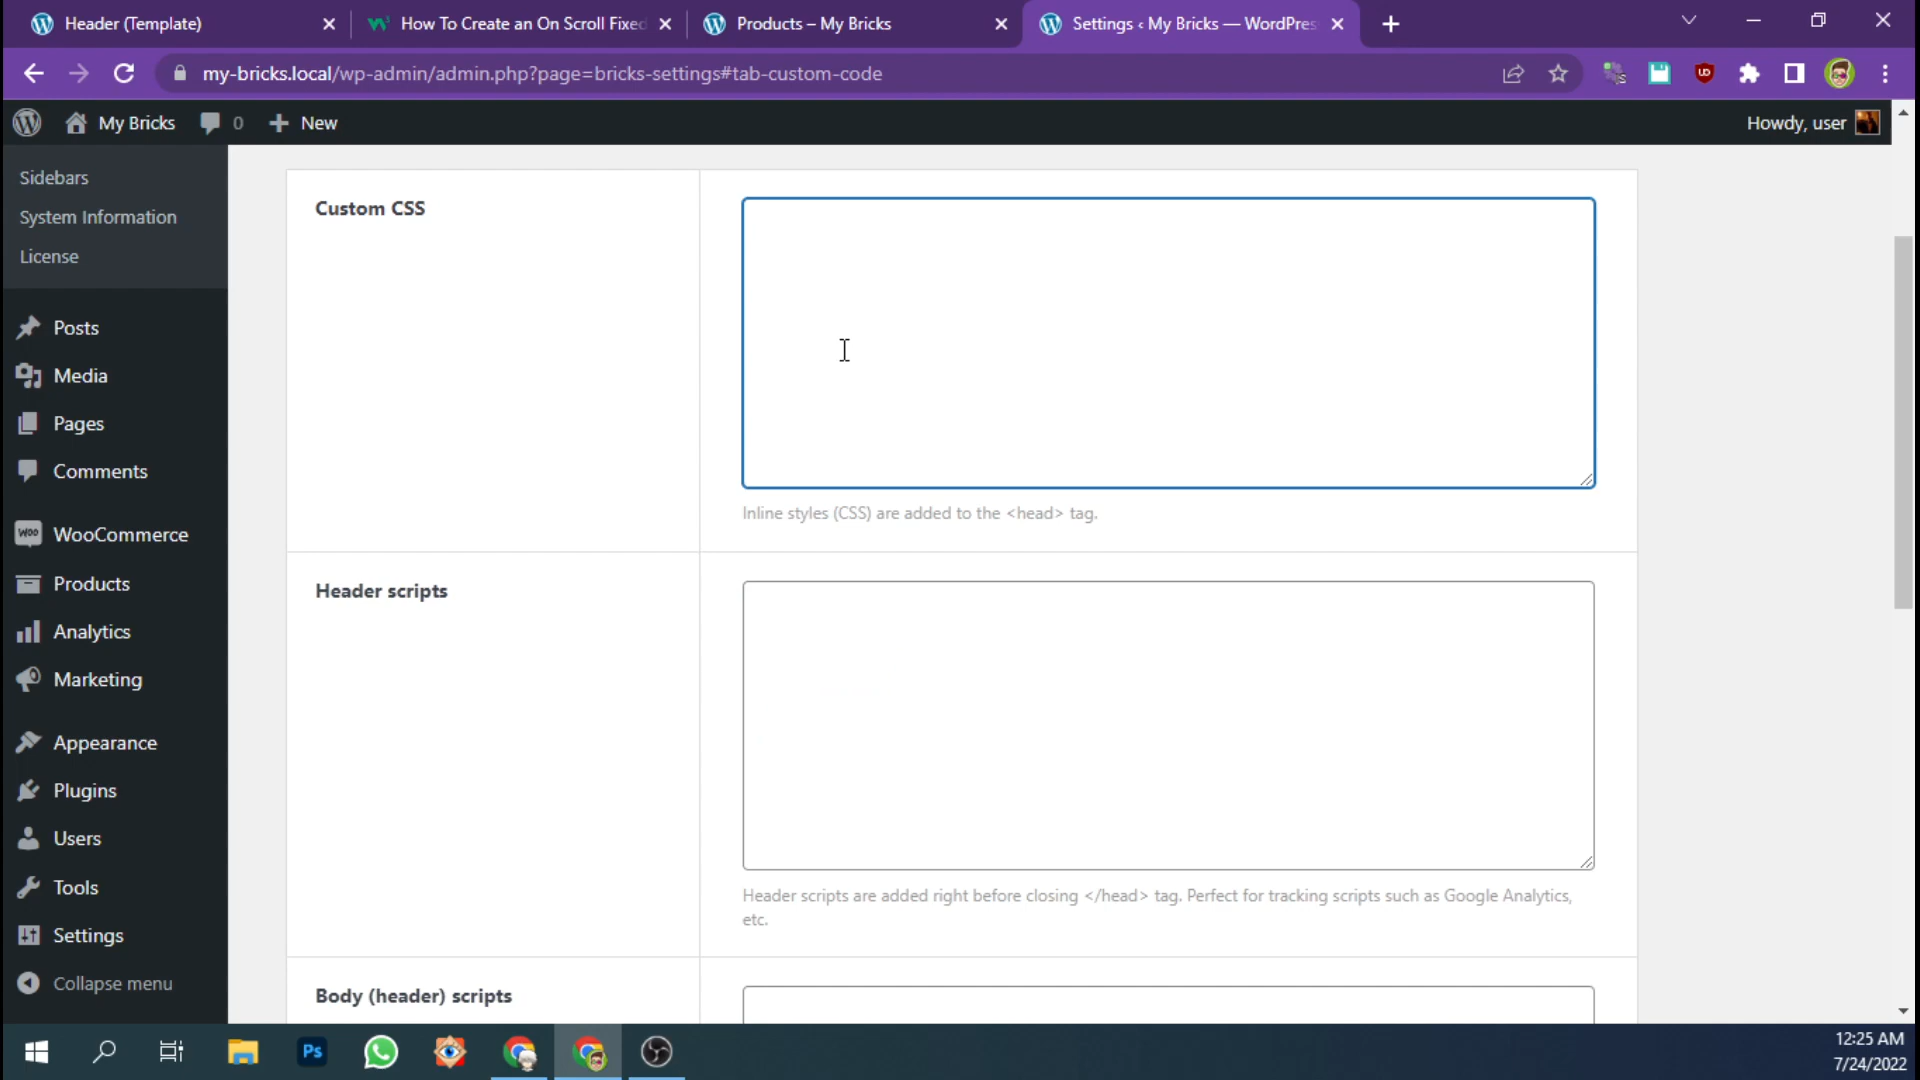 Header (Template)
How To Create an On Scroll Fixed
Products – My Bricks
Settings ‹ My Bricks — WordPres
my-bricks.local/wp-admin/admin.php?page=bricks-settings#tab-custom-code
My Bricks
0
New
Howdy, user
Sidebars
System Information
License
Posts
Media
Pages
Comments
WooCommerce
Products
Analytics
Marketing
Appearance
Plugins
Users
Tools
Settings
Collapse menu
Custom CSS
Inline styles (CSS) are added to the <head> tag.
Header scripts
Header scripts are added right before closing </head> tag. Perfect for tracking scripts such as Google Analytics,
etc.
Body (header) scripts
Ps
12:25 AM
7/24/2022